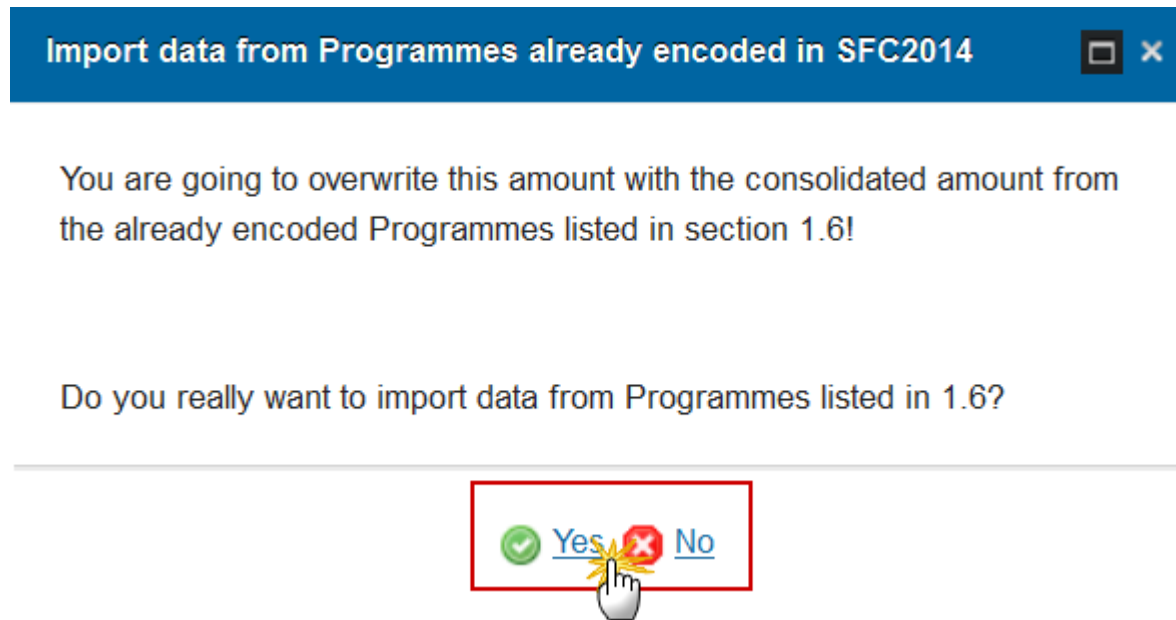 Import data from Programmes already encoded in SFC2014
You are going to overwrite this amount with the consolidated amount from
the already encoded Programmes listed in section 1.6!
Do you really want to import data from Programmes listed in 1.6?
Yes No